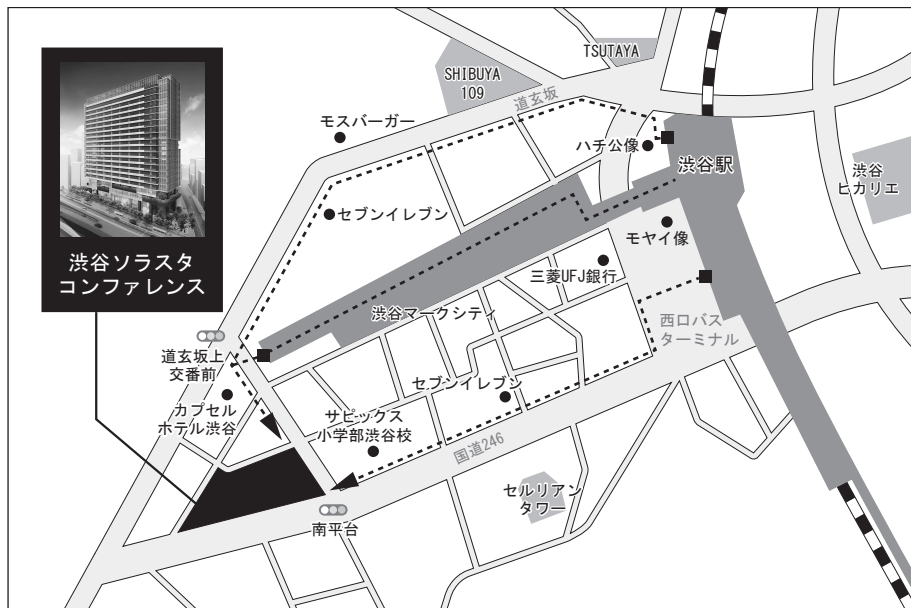 TSUTAYA
SHIBUYA
109
道玄坂
モスバーガー
ハチ公像
渋谷駅
渋谷
ヒカリエ
セブンイレブン
モヤイ像
渋谷ソラスタ
コンファレンス
三菱UFJ銀行
渋谷マークシティ
西口バス
ターミナル
道玄坂上
交番前
セブンイレブン
カプセル
ホテル渋谷
サピックス
小学部渋谷校
国道246
セルリアン
タワー
南平台